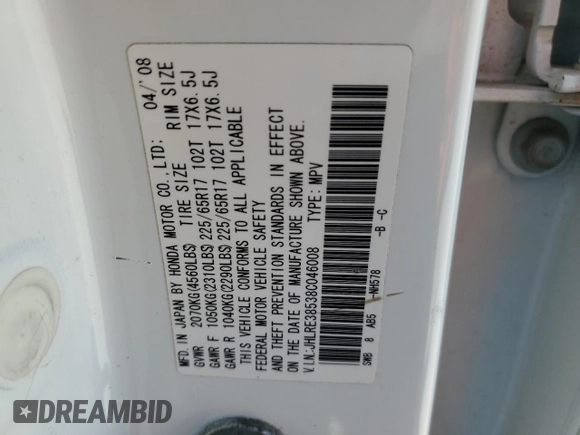 MFD. IN JAPAN BY HONDA MOTOR CO., LTD: 04/'08
GVWR 2070KG(4560LBS) TIRE SIZE RIM SIZE
GAWR F 1050KG(2310LBS) 225/65R17 102T 17X6.5J
GAWR R 1040KG(2290LBS) 225/65R17 102T 17X6.5J
THIS VEHICLE CONFORMS TO ALL APPLICABLE
FEDERAL MOTOR VEHICLE SAFETY
AND THEFT PREVENTION STANDARDS IN EFFECT
ON THE DATE OF MANUFACTURE SHOWN ABOVE.
V.I.N:JHLRE38538C046008 TYPE: MPV
SWB 8 AB5 -NH578 -B -C
DREAMBID